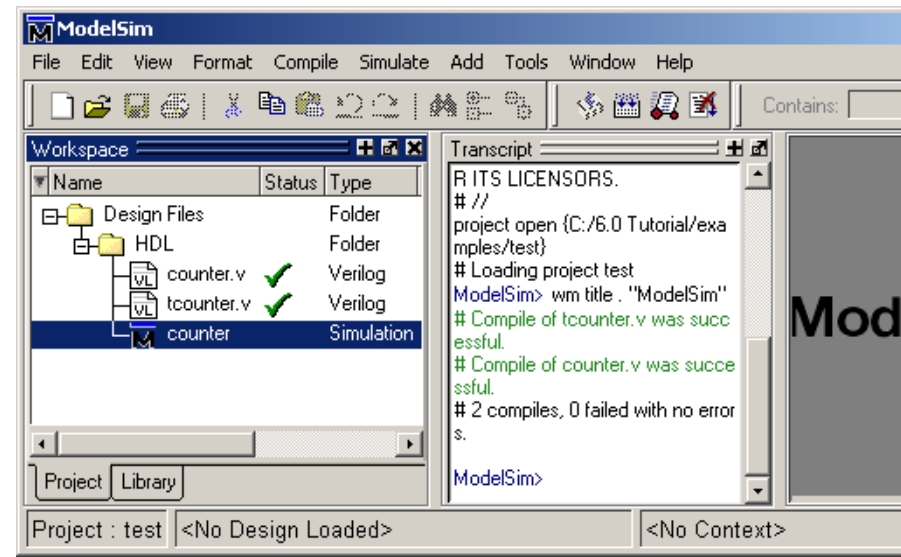 ModelSim
File Edit View Format Compile Simulate Add Tools Window Help
Contains:
Workspace
Name Status Type
Design Files Folder
HDL Folder
counter.v Verilog
tcounter.v Verilog
counter Simulation
Project Library
Transcript
R ITS LICENSORS.
# //
project open {C:/6.0 Tutorial/exa
mples/test}
# Loading project test
ModelSim> wm title . "ModelSim"
# Compile of tcounter.v was succ
essful.
# Compile of counter.v was succe
ssful.
# 2 compiles, 0 failed with no error
s.
ModelSim>
Mod
Project : test <No Design Loaded> <No Context>